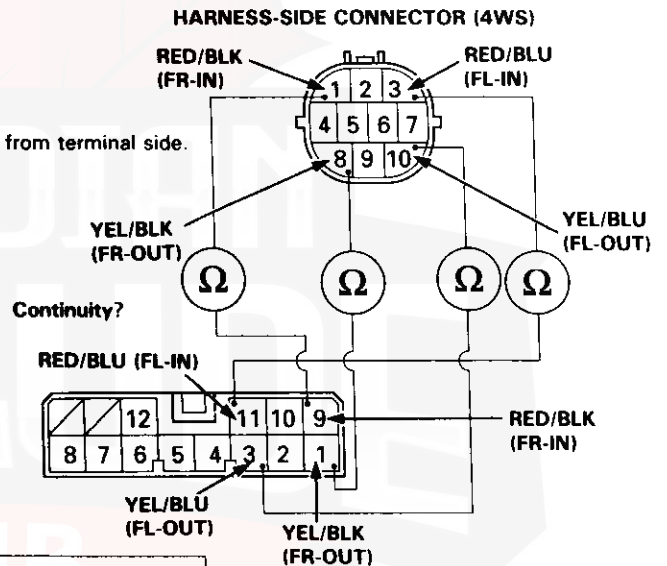 HARNESS-SIDE CONNECTOR (4WS)
RED/BLK
(FR-IN)
RED/BLU
(FL-IN)
1 2 3
4 5 6 7
8 9 10
from terminal side.
YEL/BLK
(FR-OUT)
YEL/BLU
(FL-OUT)
Ω Ω Ω Ω
Continuity?
RED/BLU (FL-IN)
12 11 10 9
8 7 6 5 4 3 2 1
RED/BLK
(FR-IN)
YEL/BLU
(FL-OUT)
YEL/BLK
(FR-OUT)